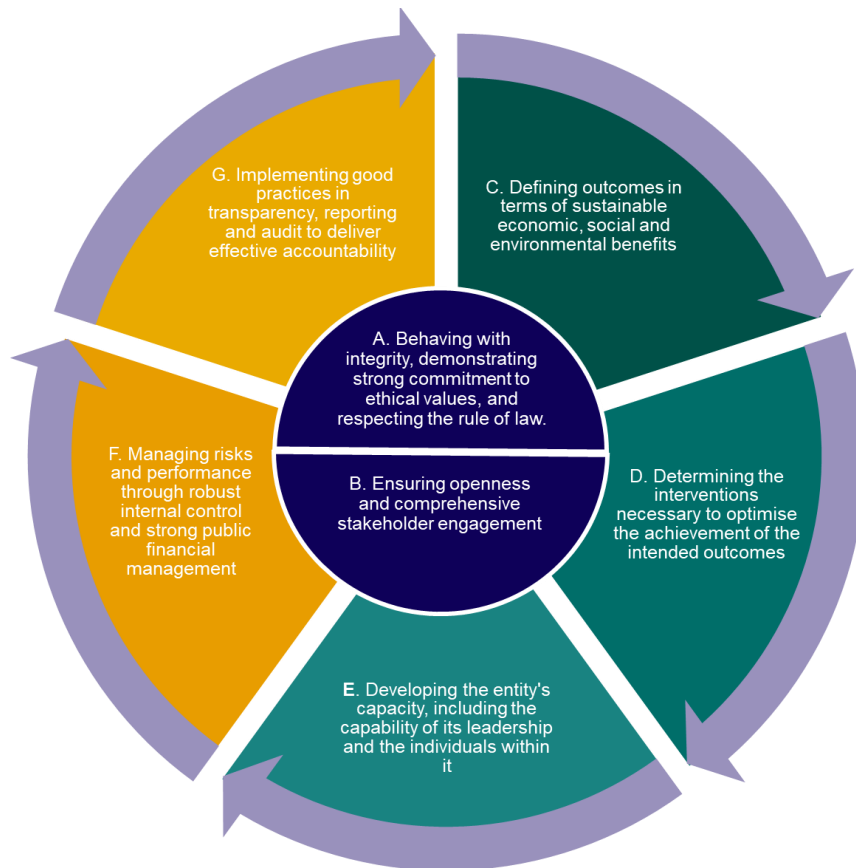 A. Behaving with
integrity, demonstrating
strong commitment to
ethical values, and
respecting the rule of law.
B. Ensuring openness
and comprehensive
stakeholder engagement
C. Defining outcomes in
terms of sustainable
economic, social and
environmental benefits
D. Determining the
interventions
necessary to optimise
the achievement of the
intended outcomes
E. Developing the entity's
capacity, including the
capability of its leadership
and the individuals within
it
F. Managing risks
and performance
through robust
internal control
and strong public
financial
management
G. Implementing good
practices in
transparency, reporting
and audit to deliver
effective accountability